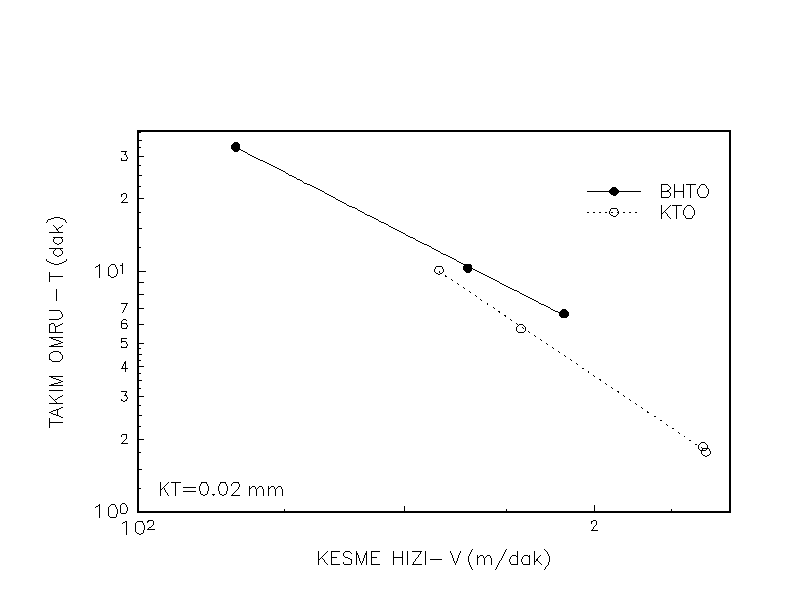 3
BHTO
2
KTO
TAKIM OMRU – T (dak)
10¹
7
6
5
4
3
2
KT=0.02 mm
10⁰
10²
2
KESME HIZI– V (m/dak)